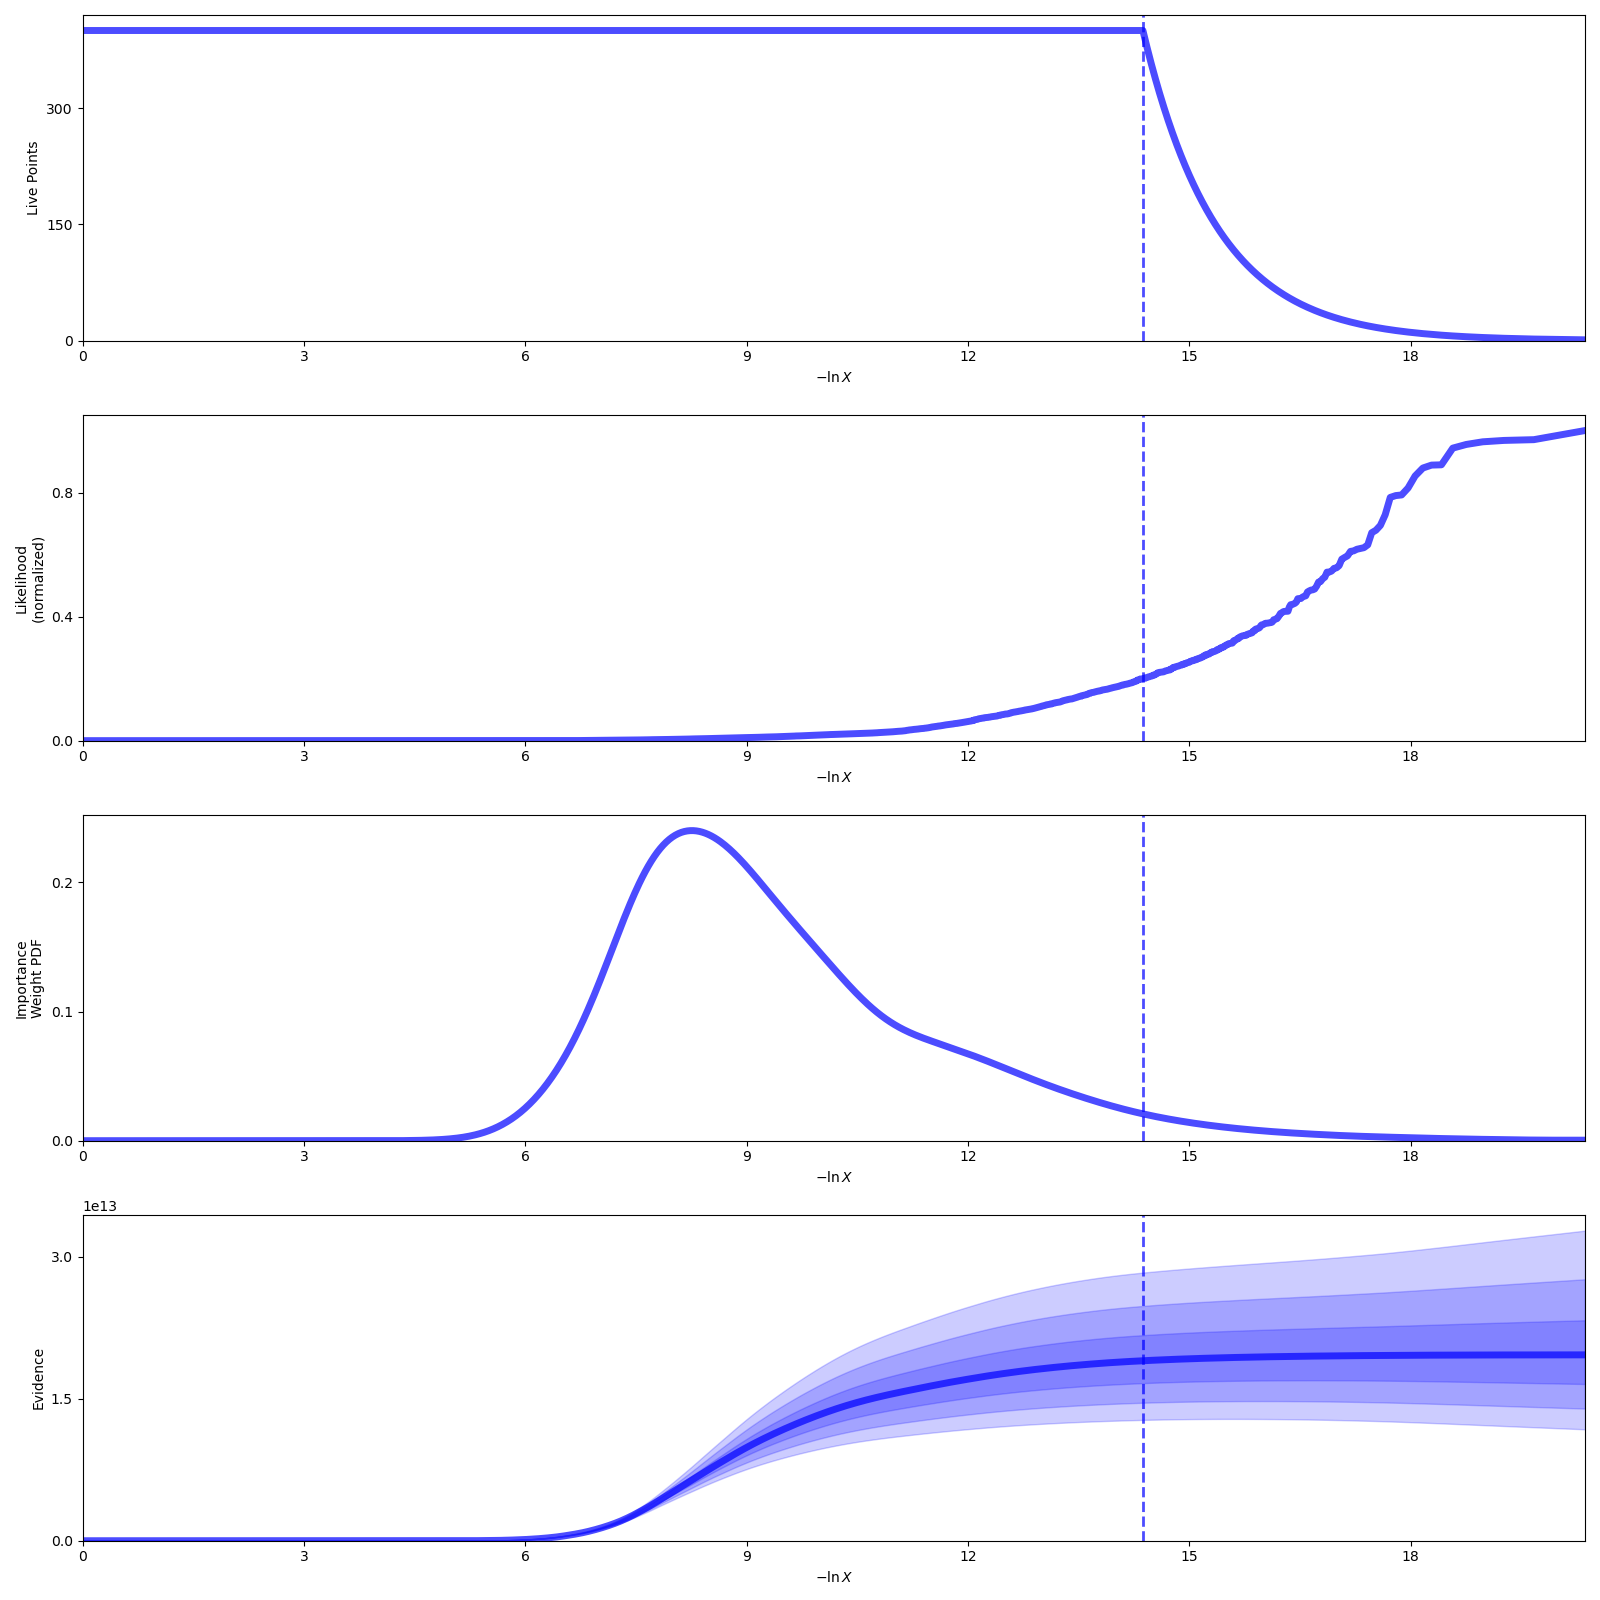 300
150
0
Live Points
0 3 6 9 12 15 18
−ln X
0.8
0.4
0.0
Likelihood
(normalized)
0 3 6 9 12 15 18
−ln X
0.2
0.1
0.0
Importance
Weight PDF
0 3 6 9 12 15 18
−ln X
1e13
3.0
1.5
0.0
Evidence
0 3 6 9 12 15 18
−ln X